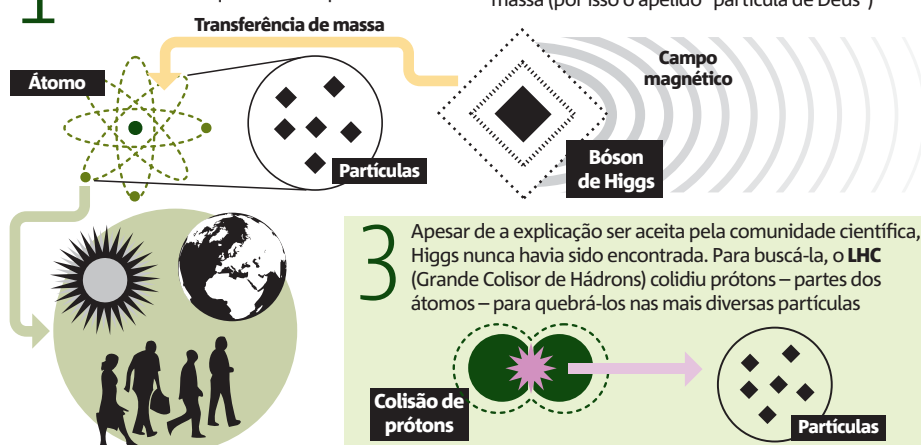 1
massa (por isso o apelido “partícula de Deus”)
Transferência de massa
Átomo
Partículas
Campo
magnético
Bóson
de Higgs
3
Apesar de a explicação ser aceita pela comunidade científica,
Higgs nunca havia sido encontrada. Para buscá-la, o LHC
(Grande Colisor de Hádrons) colidiu prótons – partes dos
átomos – para quebrá-los nas mais diversas partículas
Colisão de
prótons
Partículas